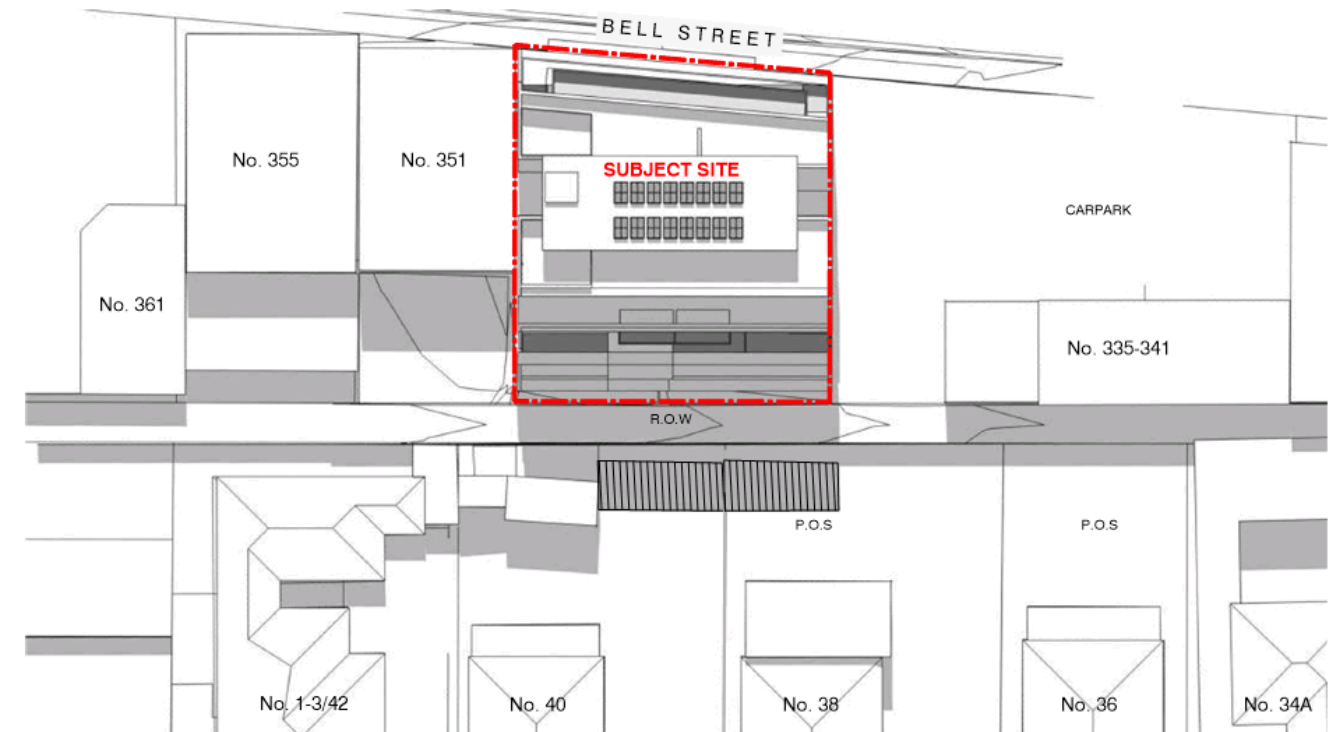 BELL STREET
No. 355
No. 351
SUBJECT SITE
CARPARK
No. 361
No. 335-341
R.O.W
P.O.S
P.O.S
No. 1-3/42
No. 40
No. 38
No. 36
No. 34A